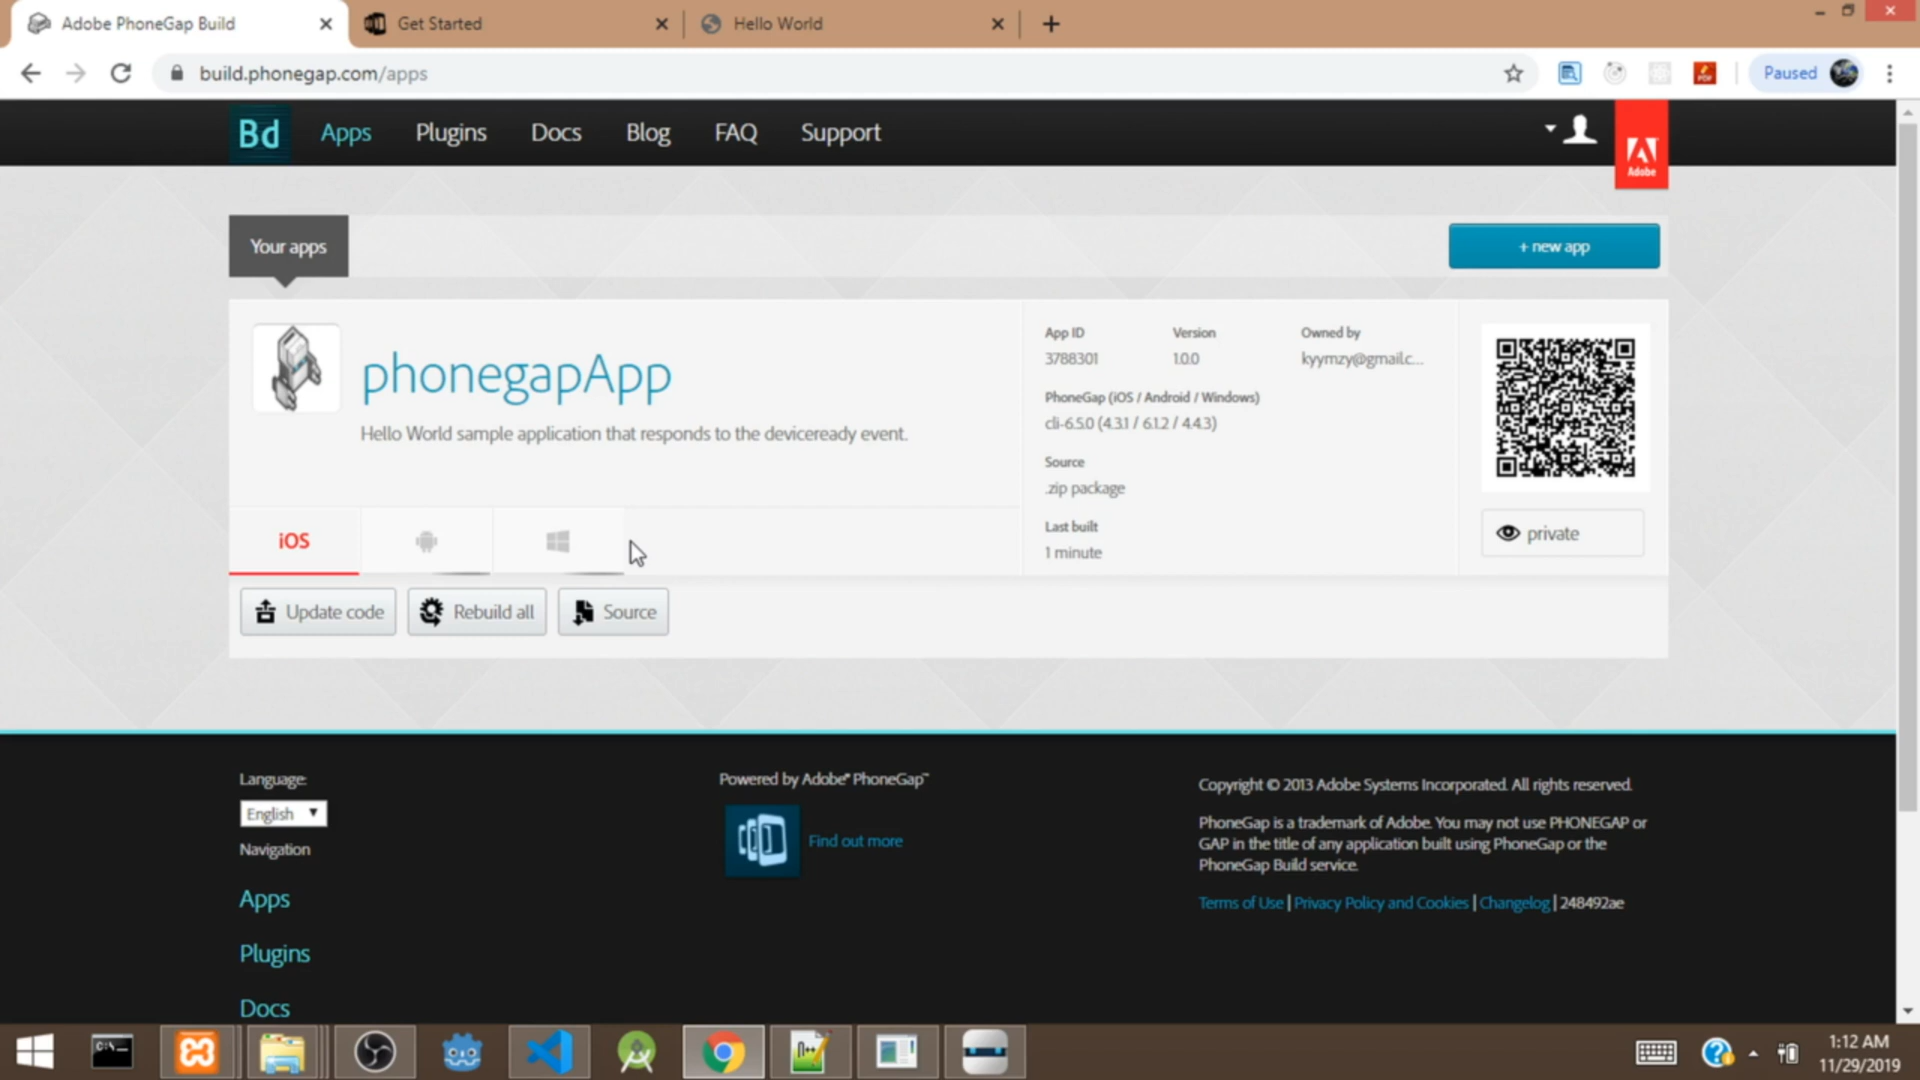 Adobe PhoneGap Build
Get Started
Hello World
build.phonegap.com/apps
PDF
Paused
Bd
Apps
Plugins
Docs
Blog
FAQ
Support
Adobe
Your apps
+ new app
phonegapApp
Hello World sample application that responds to the deviceready event.
App ID
3788301
Version
1.0.0
Owned by
kyymzy@gmail.c...
PhoneGap (iOS / Android / Windows)
cli-6.5.0 (4.3.1 / 6.1.2 / 4.4.3)
Source
.zip package
Last built
1 minute
private
iOS
Update code
Rebuild all
Source
Language:
English
Navigation
Apps
Plugins
Docs
Powered by Adobe® PhoneGap™
Find out more
Copyright © 2013 Adobe Systems Incorporated. All rights reserved.
PhoneGap is a trademark of Adobe. You may not use PHONEGAP or
GAP in the title of any application built using PhoneGap or the
PhoneGap Build service.
Terms of Use | Privacy Policy and Cookies | Changelog | 248492ae
1:12 AM
11/29/2019